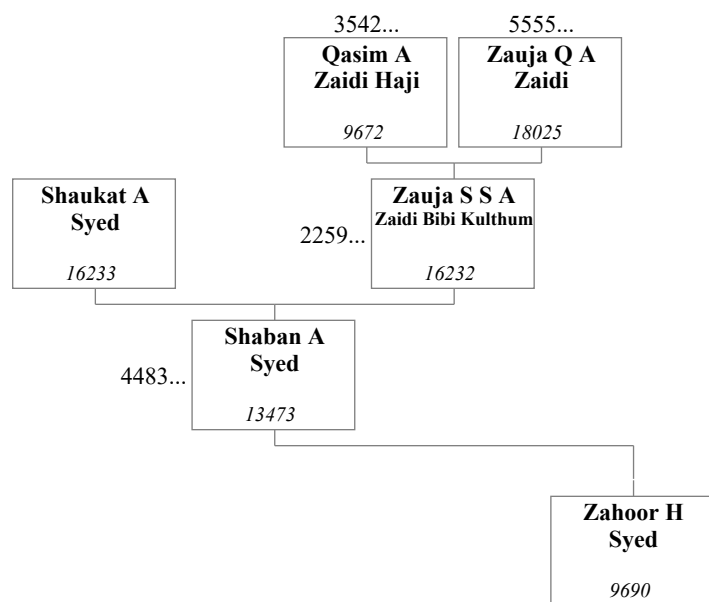 3542...
5555...
Qasim A
Zaidi Haji
9672
Zauja Q A
Zaidi
18025
Shaukat A
Syed
16233
2259...
Zauja S S A
Zaidi Bibi Kulthum
16232
4483...
Shaban A
Syed
13473
Zahoor H
Syed
9690